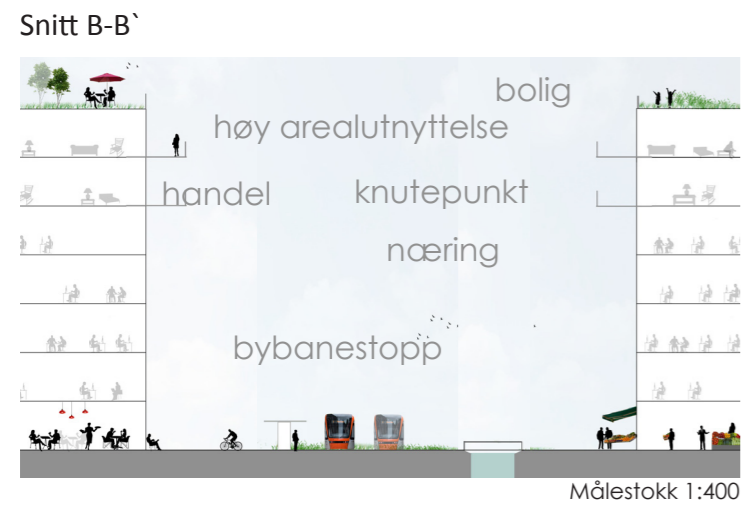 Snitt B-B`
bolig
høy arealutnyttelse
handel knutepunkt
næring
bybanestopp
Målestokk 1:400